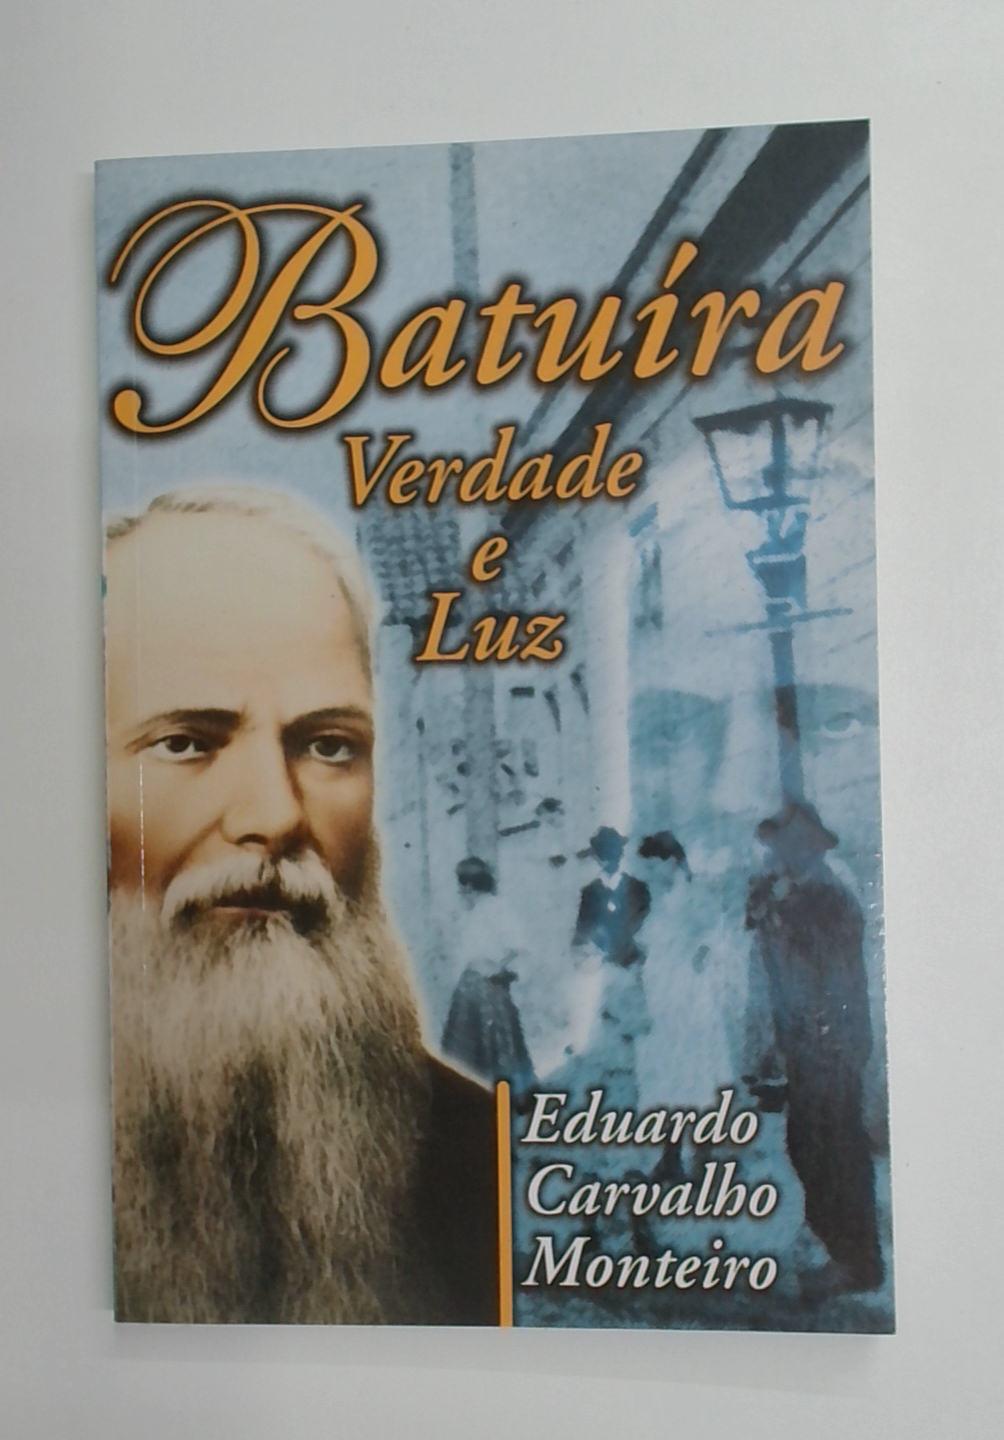 Batuíra
Verdade
e
Luz
Eduardo
Carvalho
Monteiro